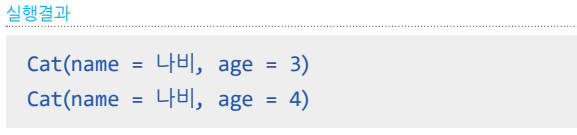 실행결과
Cat(name = 나비, age = 3)
Cat(name = 나비, age = 4)